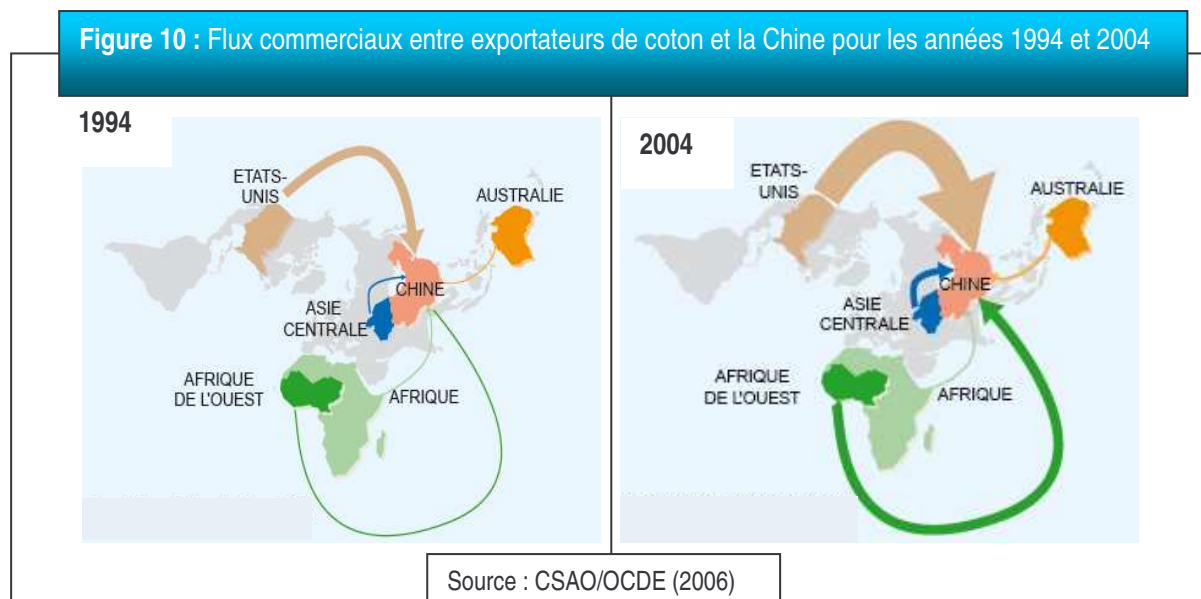 Figure 10 : Flux commerciaux entre exportateurs de coton et la Chine pour les années 1994 et 2004
1994
ETATS-
UNIS
AUSTRALIE
CHINE
ASIE
CENTRALE
AFRIQUE
DE L'OUEST
AFRIQUE
2004
ETATS-
UNIS
AUSTRALIE
CHINE
ASIE
CENTRALE
AFRIQUE
DE L'OUEST
AFRIQUE
Source : CSAO/OCDE (2006)